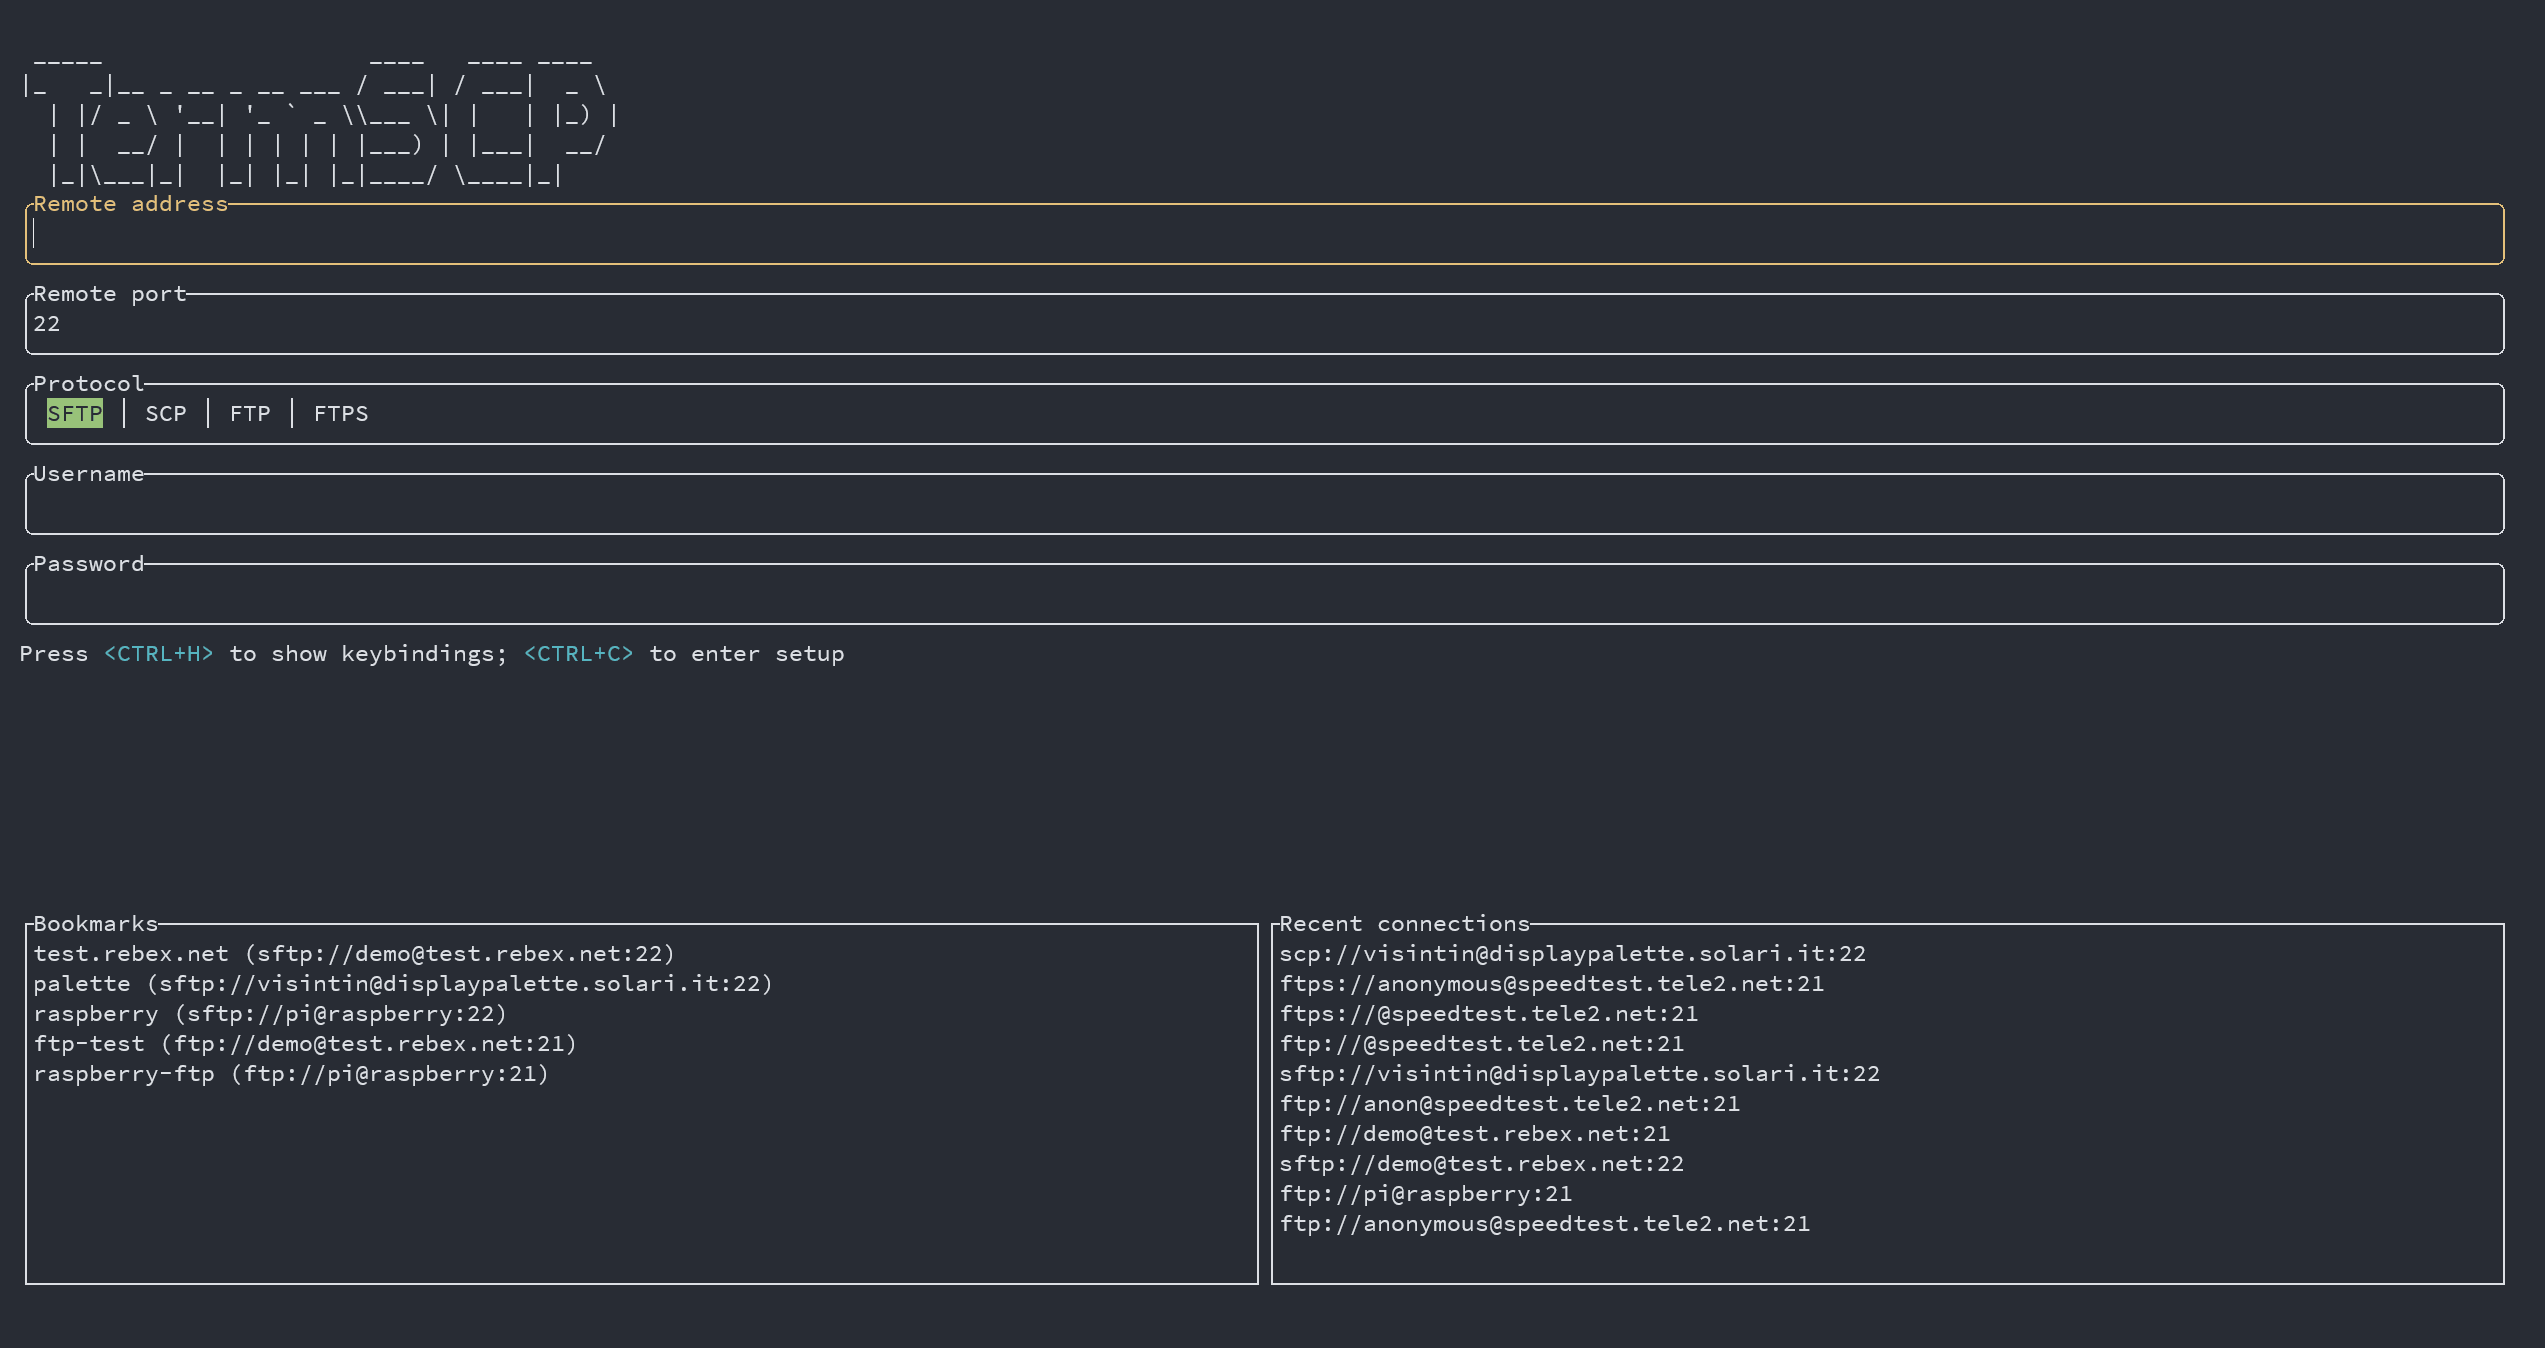 TermSCP
Remote address
Remote port
22
Protocol
SFTP │ SCP │ FTP │ FTPS
Username
Password
Press <CTRL+H> to show keybindings; <CTRL+C> to enter setup
Bookmarks
test.rebex.net (sftp://demo@test.rebex.net:22)
palette (sftp://visintin@displaypalette.solari.it:22)
raspberry (sftp://pi@raspberry:22)
ftp-test (ftp://demo@test.rebex.net:21)
raspberry-ftp (ftp://pi@raspberry:21)
Recent connections
scp://visintin@displaypalette.solari.it:22
ftps://anonymous@speedtest.tele2.net:21
ftps://@speedtest.tele2.net:21
ftp://@speedtest.tele2.net:21
sftp://visintin@displaypalette.solari.it:22
ftp://anon@speedtest.tele2.net:21
ftp://demo@test.rebex.net:21
sftp://demo@test.rebex.net:22
ftp://pi@raspberry:21
ftp://anonymous@speedtest.tele2.net:21